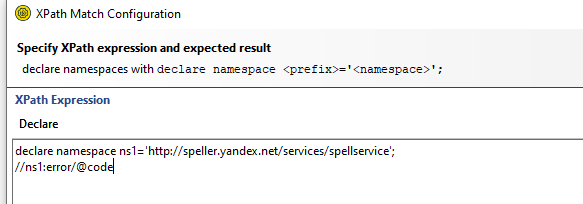 XPath Match Configuration
Specify XPath expression and expected result
declare namespaces with declare namespace <prefix>='<namespace>';
XPath Expression
Declare
declare namespace ns1='http://speller.yandex.net/services/spellservice';
//ns1:error/@code